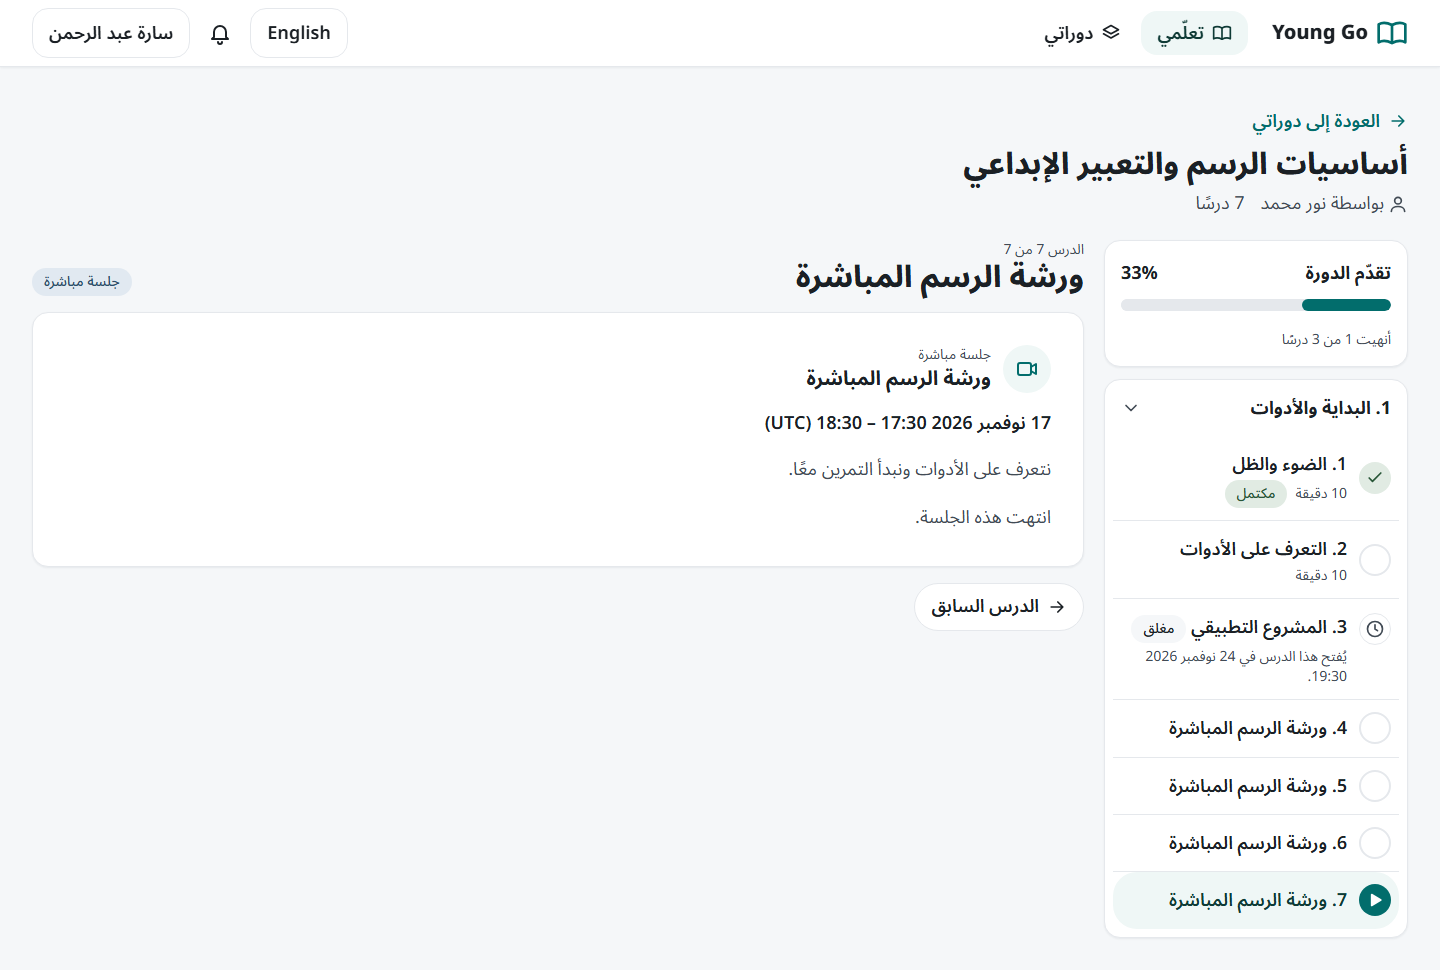 Young Go
تعلّمي
دوراتي
English
سارة عبد الرحمن
العودة إلى دوراتي
أساسيات الرسم والتعبير الإبداعي
بواسطة نور محمد 7 درسًا
تقدّم الدورة 33%
أنهيت 1 من 3 درسًا
1. البداية والأدوات
1. الضوء والظل
10 دقيقة مكتمل
2. التعرف على الأدوات
10 دقيقة
3. المشروع التطبيقي مغلق
يُفتح هذا الدرس في 24 نوفمبر 2026
19:30.
4. ورشة الرسم المباشرة
5. ورشة الرسم المباشرة
6. ورشة الرسم المباشرة
7. ورشة الرسم المباشرة
الدرس 7 من 7
ورشة الرسم المباشرة
جلسة مباشرة
جلسة مباشرة
ورشة الرسم المباشرة
17 نوفمبر 2026 17:30 – 18:30 (UTC)
نتعرف على الأدوات ونبدأ التمرين معًا.
انتهت هذه الجلسة.
الدرس السابق